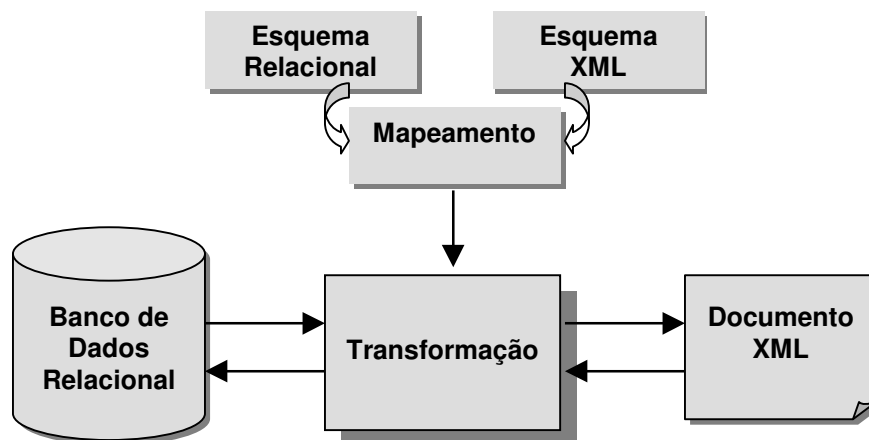 Esquema
Relacional
Esquema
XML
Mapeamento
Banco de
Dados
Relacional
Transformação
Documento
XML